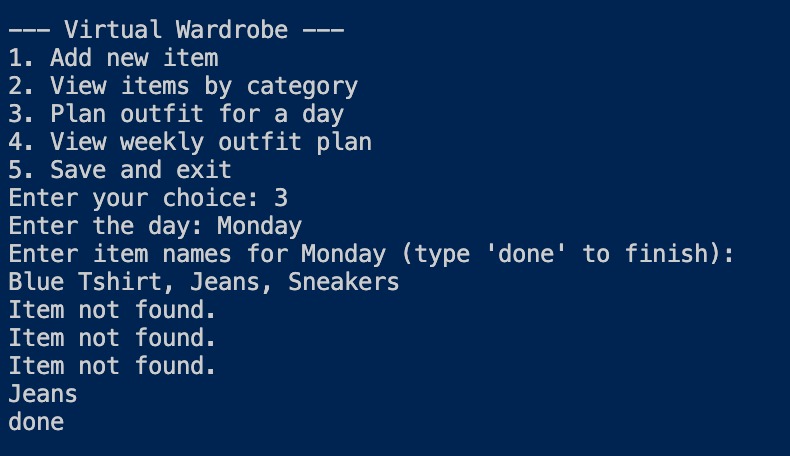 --- Virtual Wardrobe ---
1. Add new item
2. View items by category
3. Plan outfit for a day
4. View weekly outfit plan
5. Save and exit
Enter your choice: 3
Enter the day: Monday
Enter item names for Monday (type 'done' to finish):
Blue Tshirt, Jeans, Sneakers
Item not found.
Item not found.
Item not found.
Jeans
done